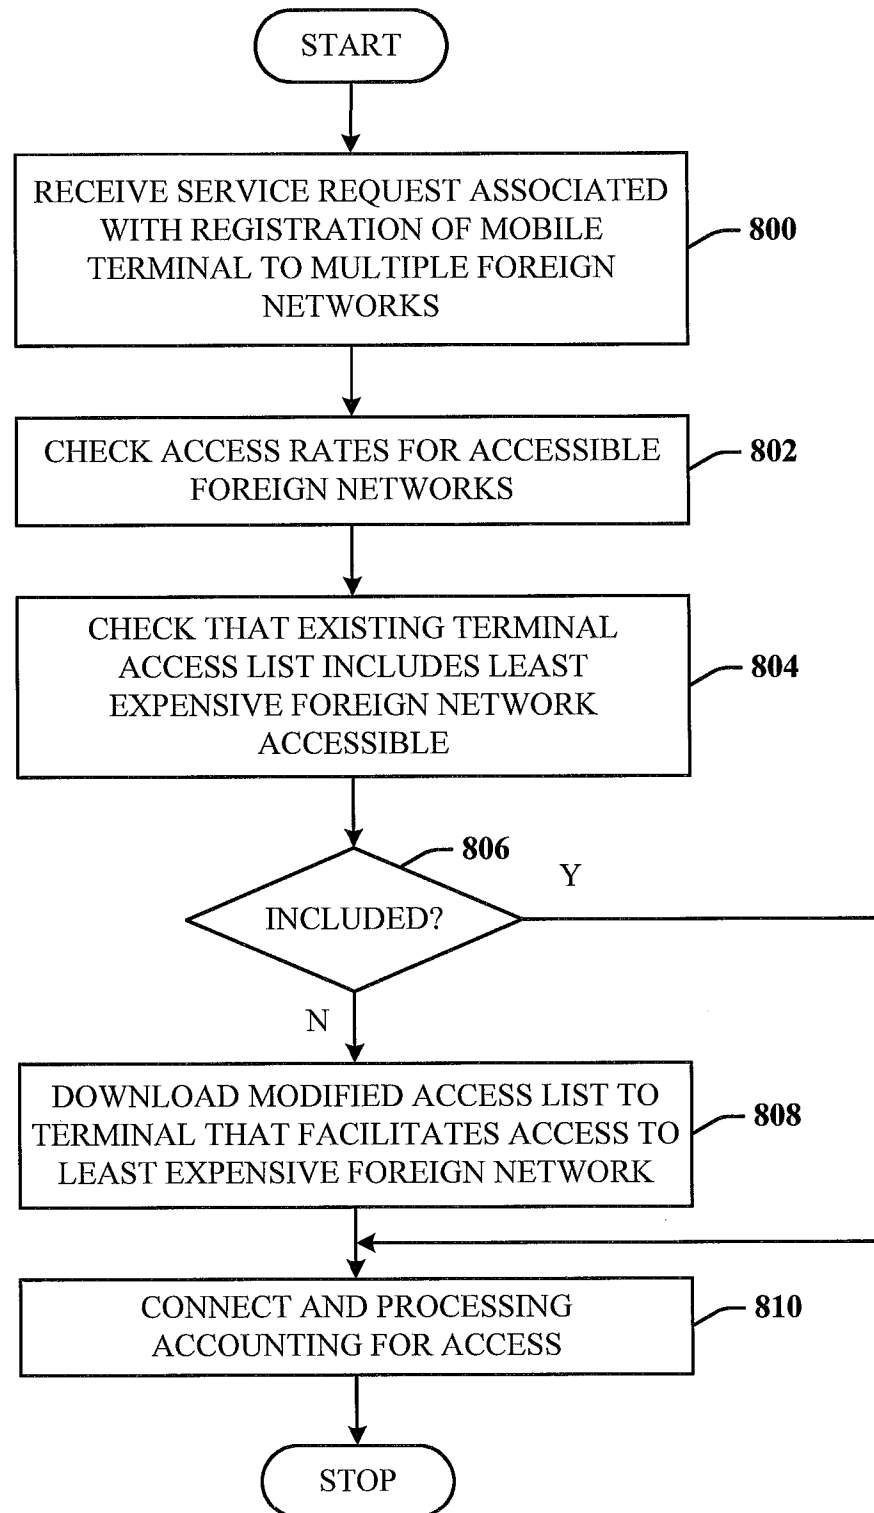 START
RECEIVE SERVICE REQUEST ASSOCIATED
WITH REGISTRATION OF MOBILE
TERMINAL TO MULTIPLE FOREIGN
NETWORKS
800
CHECK ACCESS RATES FOR ACCESSIBLE
FOREIGN NETWORKS
802
CHECK THAT EXISTING TERMINAL
ACCESS LIST INCLUDES LEAST
EXPENSIVE FOREIGN NETWORK
ACCESSIBLE
804
806
INCLUDED?
Y
N
DOWNLOAD MODIFIED ACCESS LIST TO
TERMINAL THAT FACILITATES ACCESS TO
LEAST EXPENSIVE FOREIGN NETWORK
808
CONNECT AND PROCESSING
ACCOUNTING FOR ACCESS
810
STOP